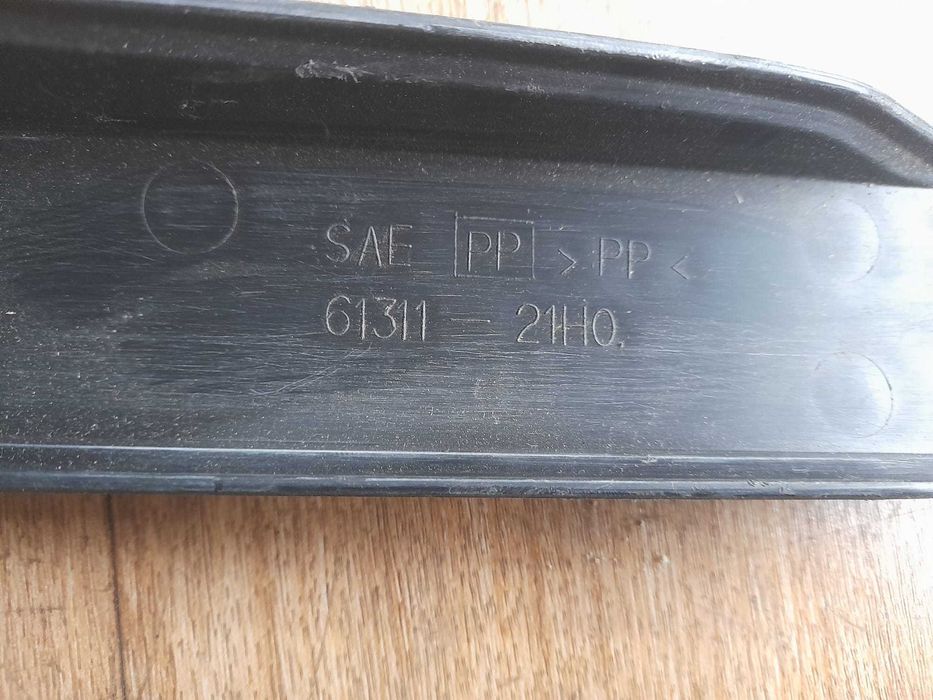 SAE PP >PP<
61311-21H0.